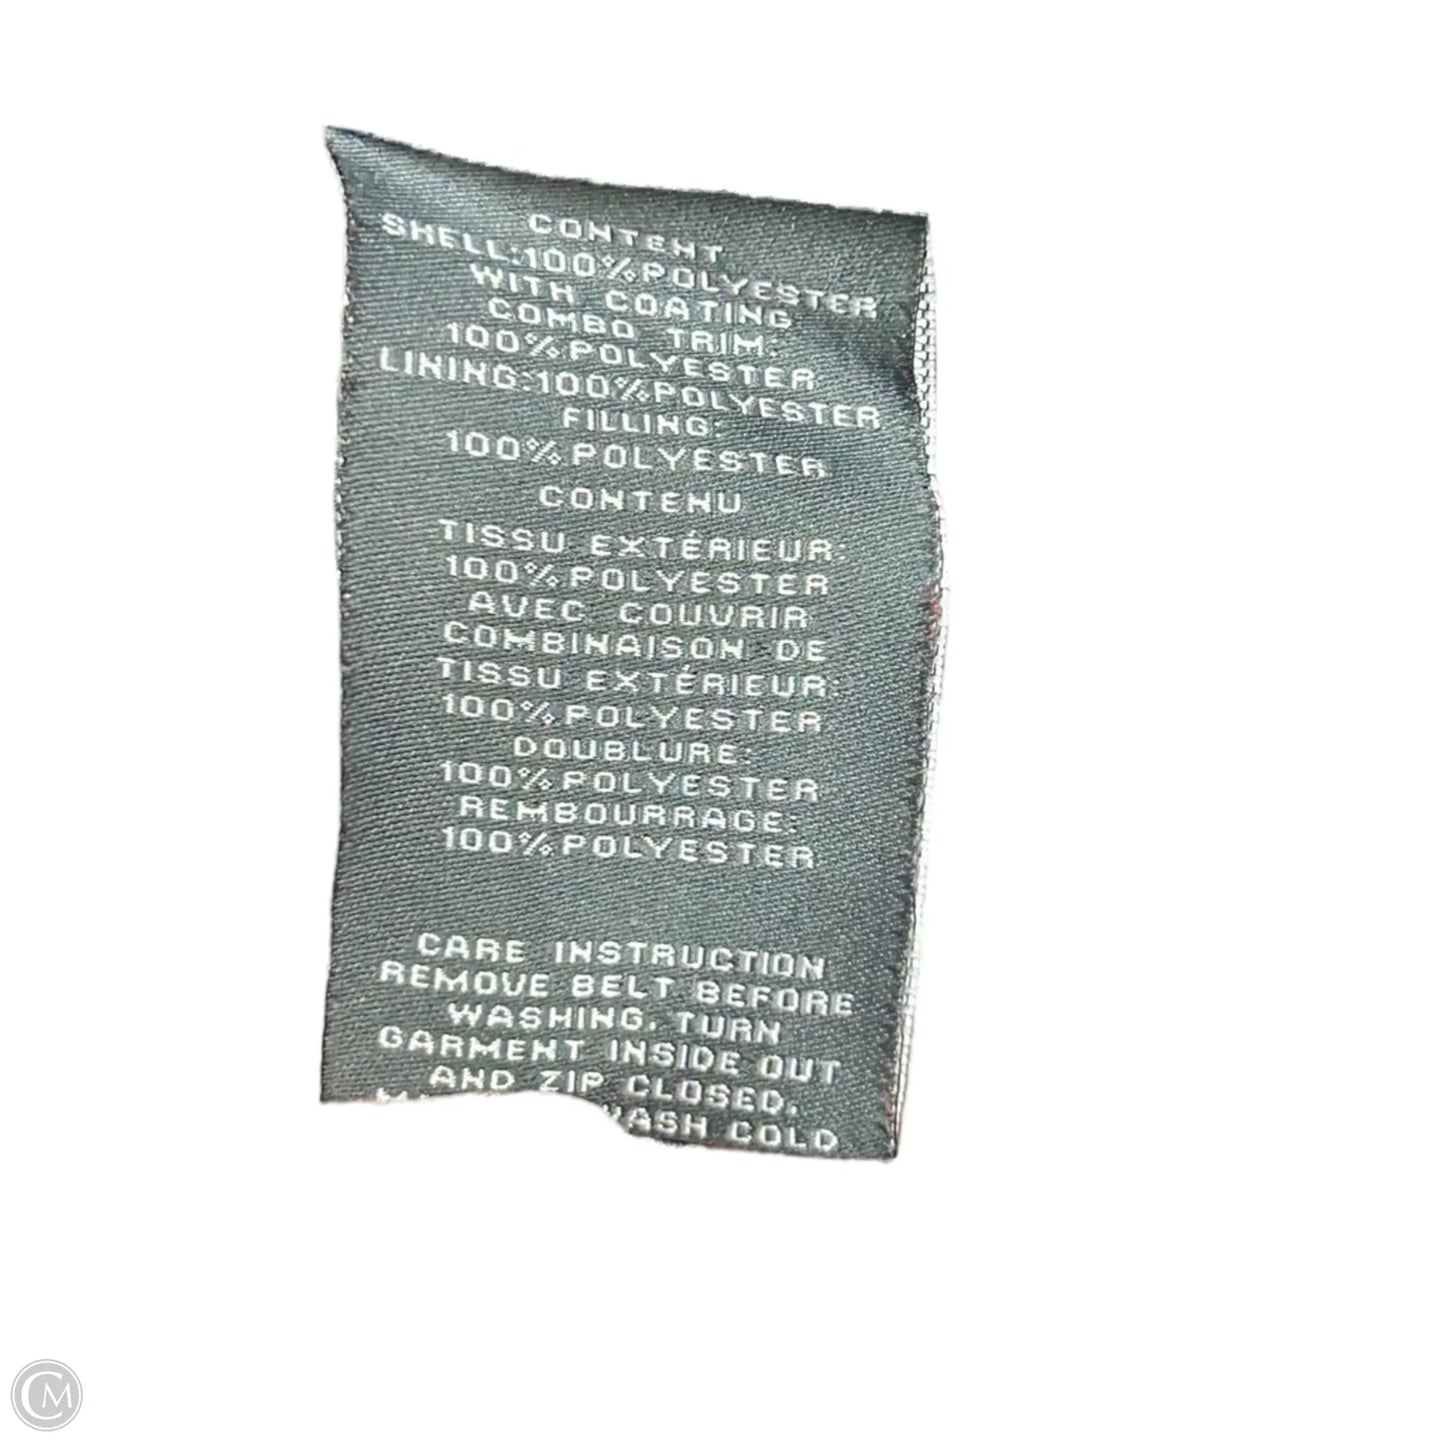 CONTENT
SHELL:100%POLYESTER
WITH COATING
COMBO TRIM:
100%POLYESTER
LINING:100%POLYESTER
FILLING:
100%POLYESTER
CONTENU
TISSU EXTÉRIEUR:
100%POLYESTER
AVEC COUVRIR
COMBINAISON DE
TISSU EXTÉRIEUR:
100%POLYESTER
DOUBLURE:
100%POLYESTER
REMBOURRAGE:
100%POLYESTER
CARE INSTRUCTION
REMOVE BELT BEFORE
WASHING. TURN
GARMENT INSIDE OUT
AND ZIP CLOSED.
WASH COLD
CM